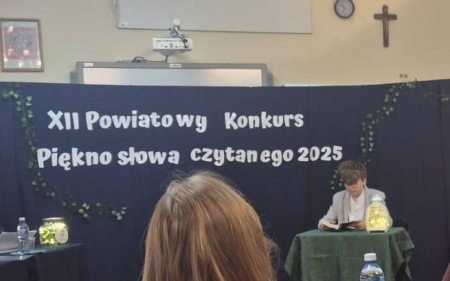 XII Powiatowy Konkurs
Piękno słowa czytanego 2025